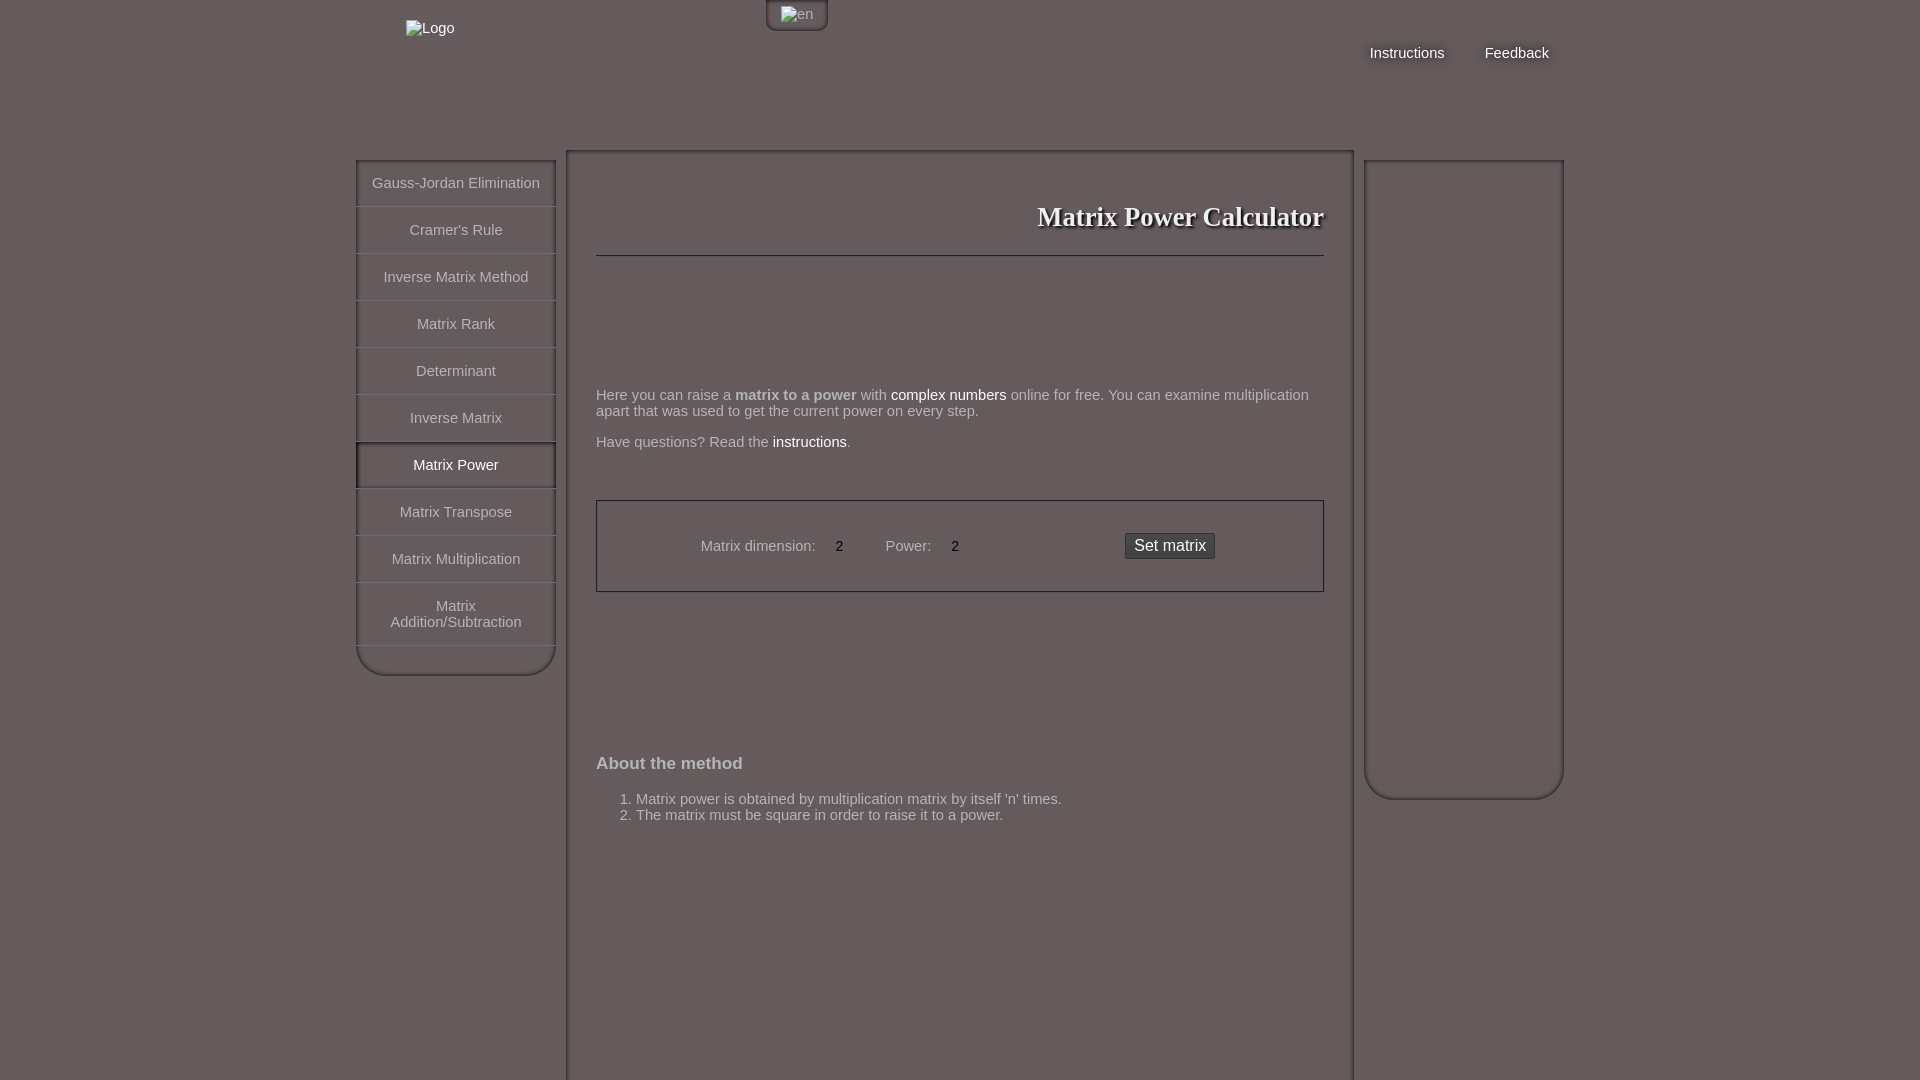 Logo
en
Instructions
Feedback
Gauss-Jordan Elimination
Cramer's Rule
Inverse Matrix Method
Matrix Rank
Determinant
Inverse Matrix
Matrix Power
Matrix Transpose
Matrix Multiplication
Matrix
Addition/Subtraction
Matrix Power Calculator
Here you can raise a matrix to a power with complex numbers online for free. You can examine multiplication
apart that was used to get the current power on every step.
Have questions? Read the instructions.
Matrix dimension: 2 Power: 2 Set matrix
About the method
1. Matrix power is obtained by multiplication matrix by itself 'n' times.
2. The matrix must be square in order to raise it to a power.